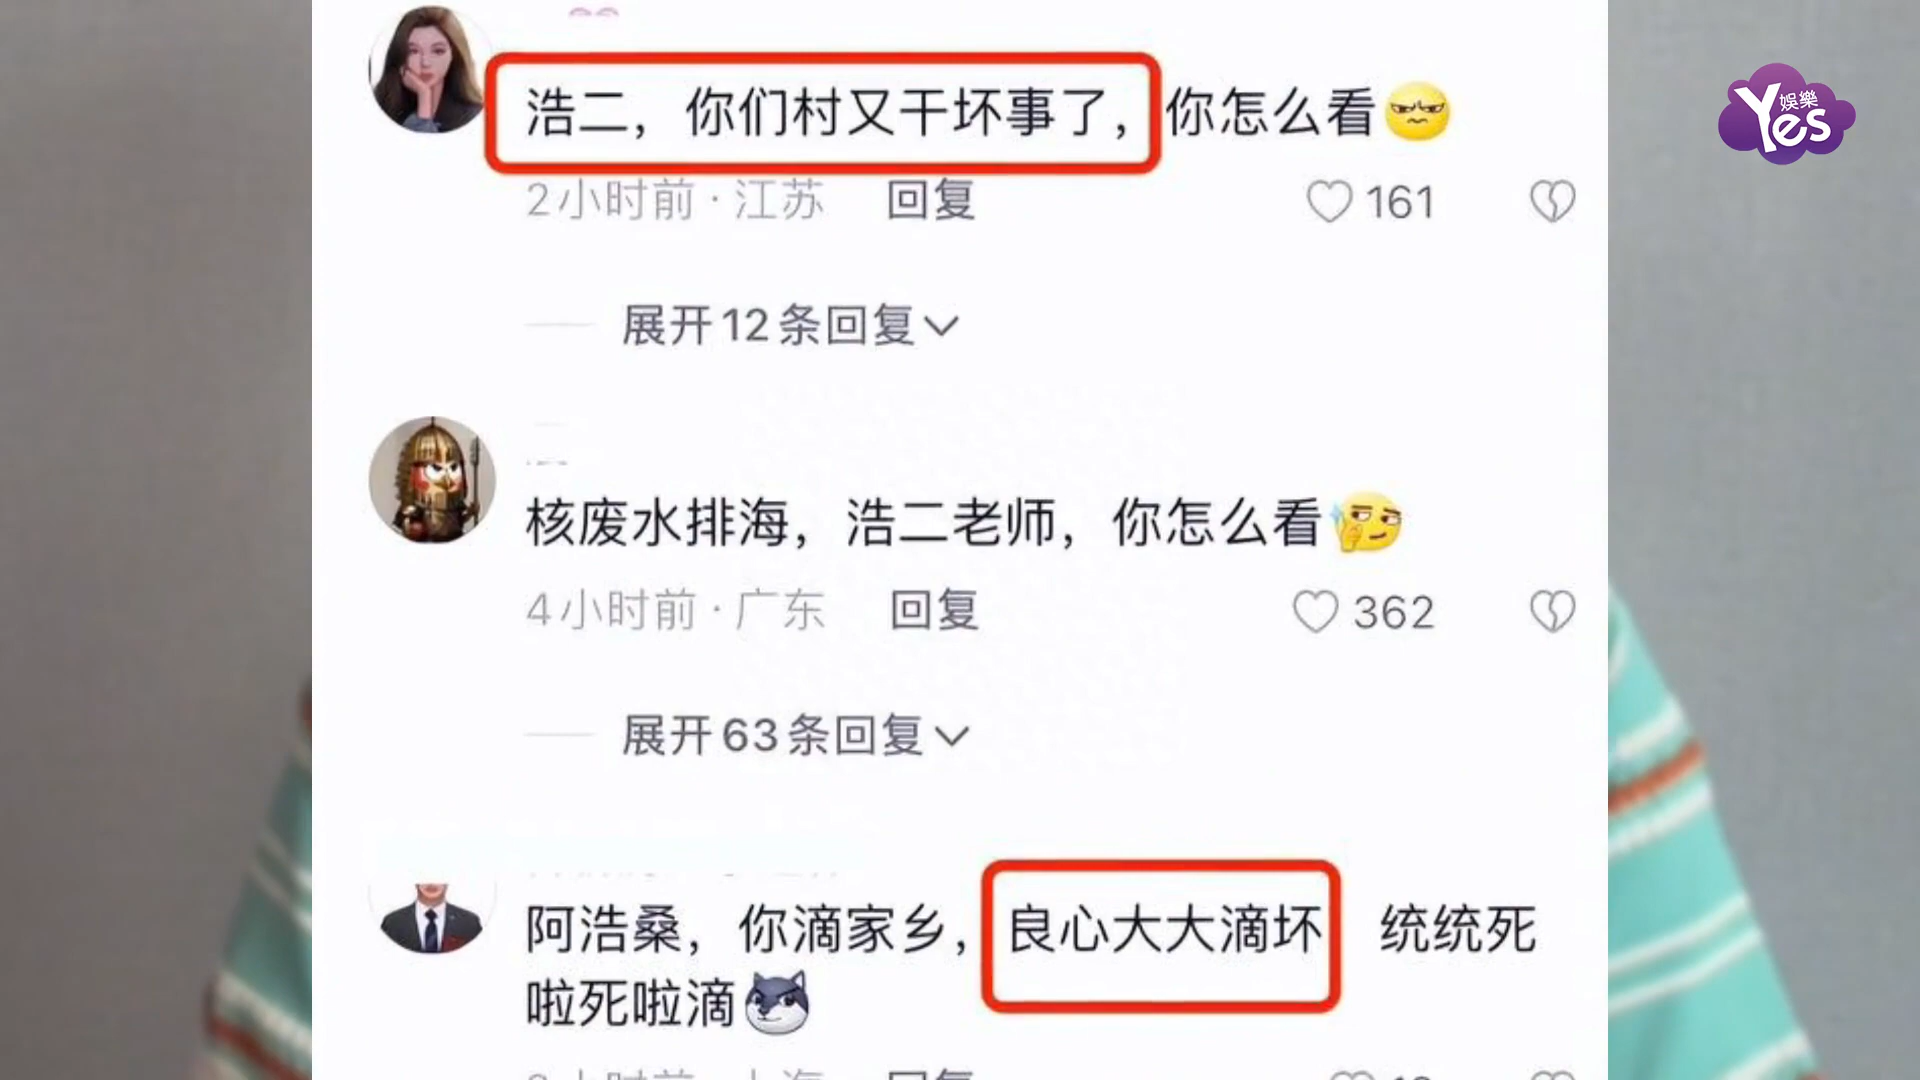 浩二，你们村又干坏事了，你怎么看
2小时前·江苏 回复 161
展开12条回复
核废水排海，浩二老师，你怎么看
4小时前·广东 回复 362
展开63条回复
阿浩桑，你滴家乡，良心大大滴坏 统统死
啦死啦滴
Yes 娛樂